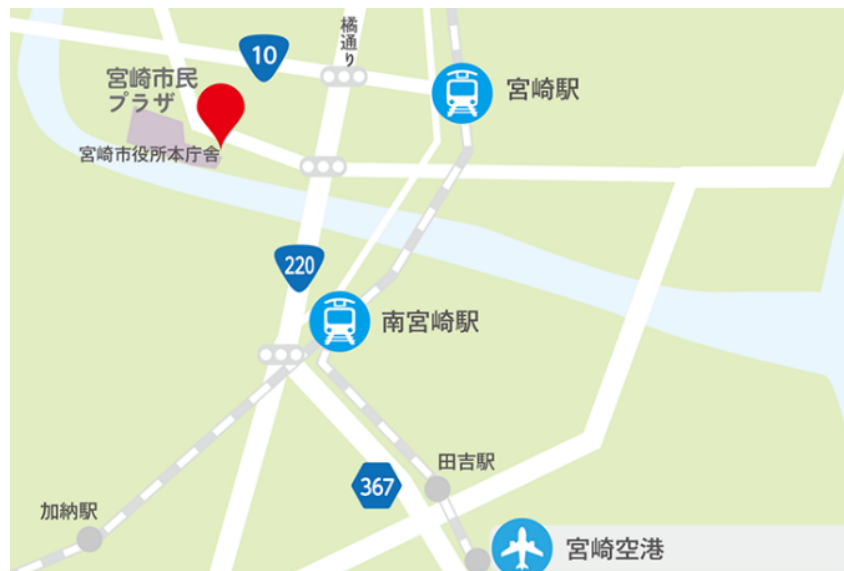 橘通り
10
宮崎市民
プラザ
宮崎駅
宮崎市役所本庁舎
220
南宮崎駅
田吉駅
367
加納駅
宮崎空港